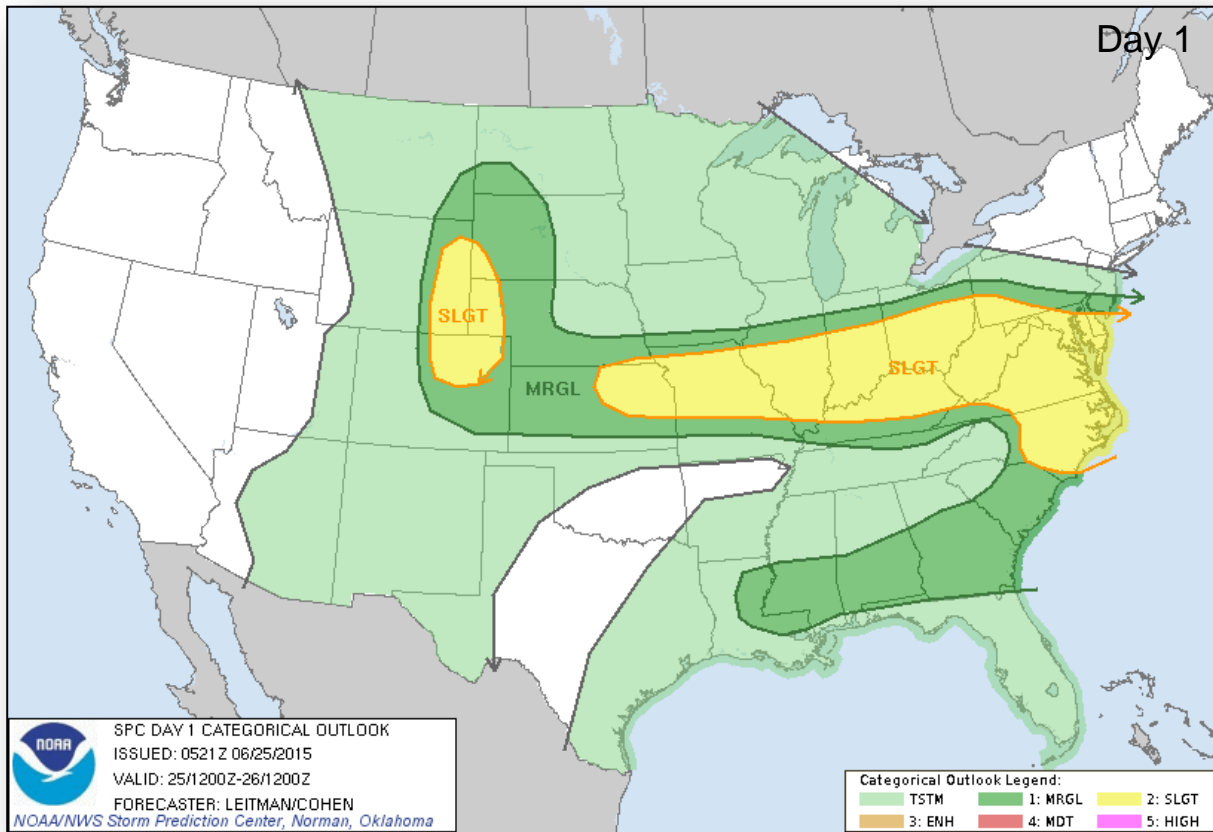 Day 1
SLGT
MRGL
SLGT
NOAA
SPC DAY 1 CATEGORICAL OUTLOOK
ISSUED: 0521Z 06/25/2015
VALID: 25/1200Z-26/1200Z
FORECASTER: LEITMAN/COHEN
NOAA/NWS Storm Prediction Center, Norman, Oklahoma
Categorical Outlook Legend:
TSTM 1: MRGL 2: SLGT
3: ENH 4: MDT 5: HIGH